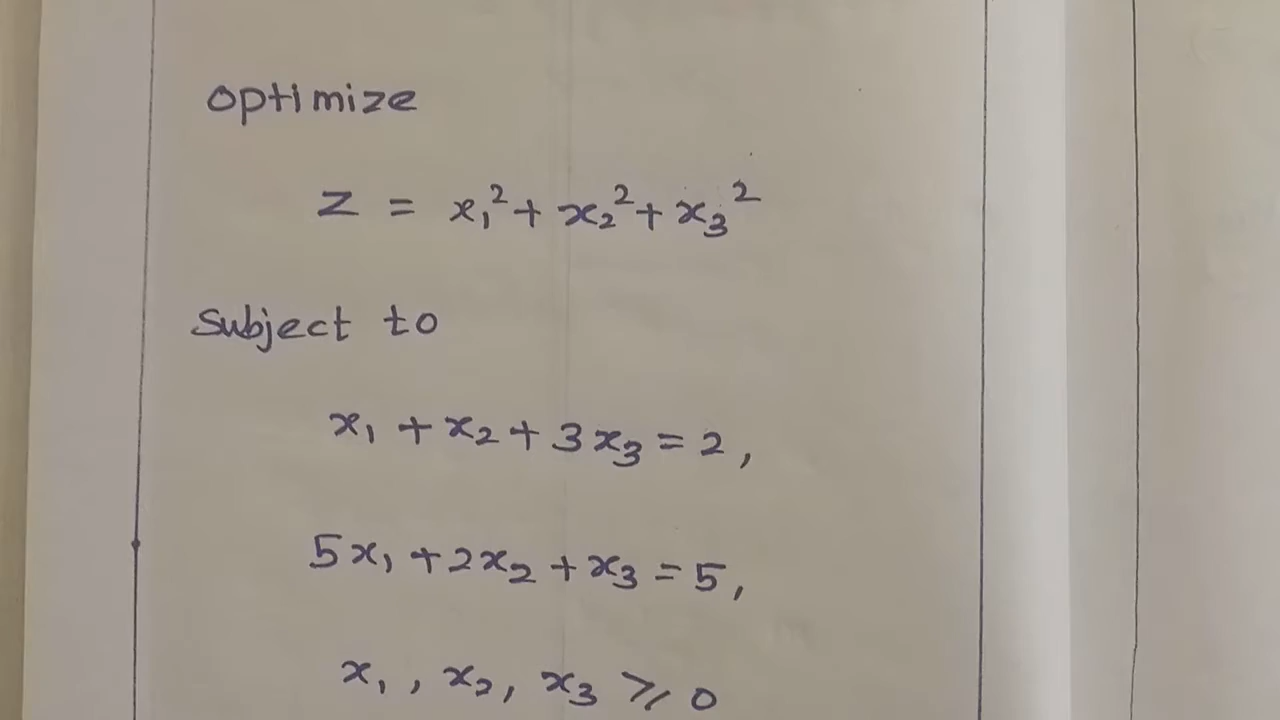 optimize
Z = x₁² + x₂² + x₃²
Subject to
x₁ + x₂ + 3x₃ = 2,
5x₁ + 2x₂ + x₃ = 5,
x₁, x₂, x₃ ⩾ 0